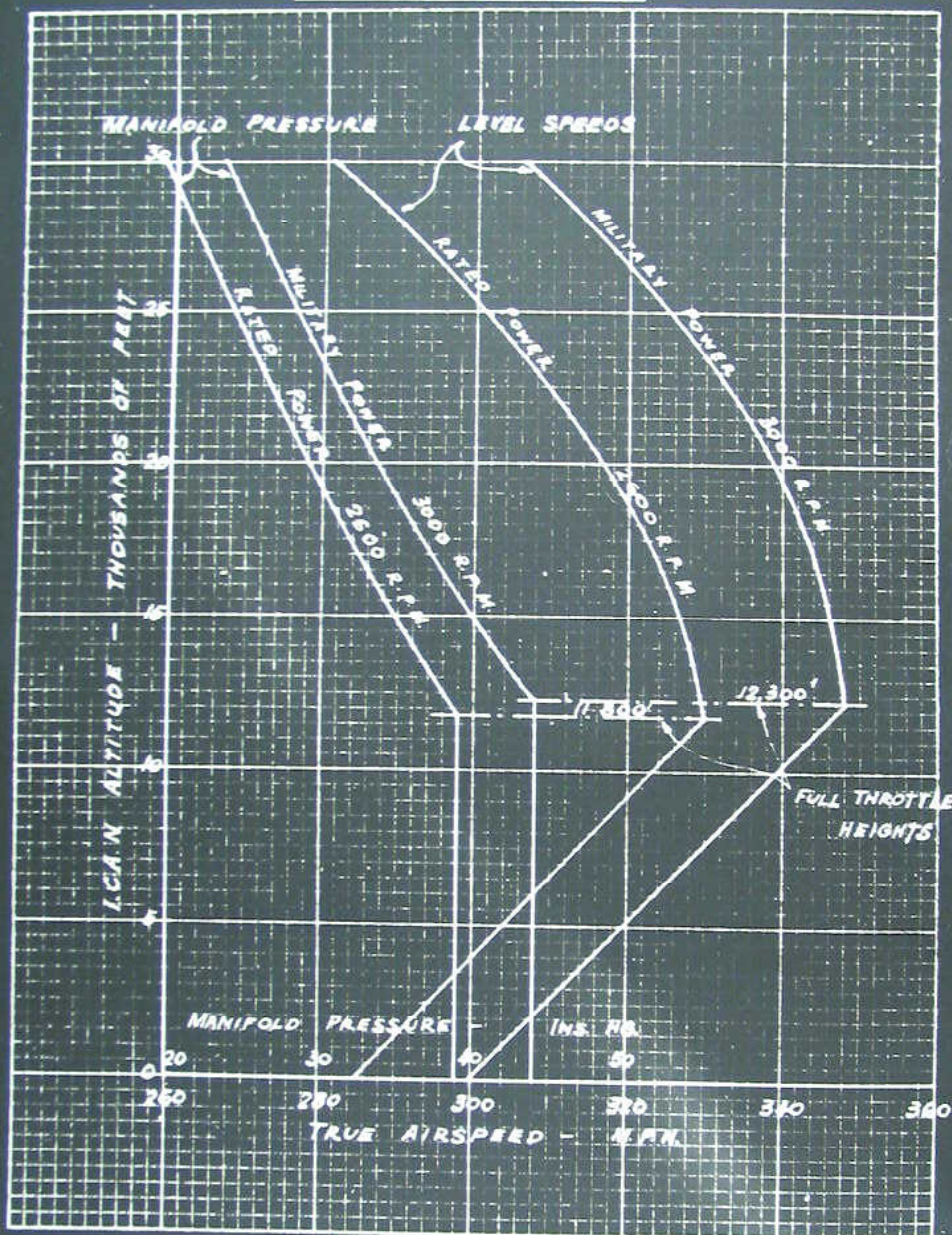 MANIFOLD PRESSURE
LEVEL SPEEDS
30
25
20
15
10
5
0
I.C.A.N ALTITUDE - THOUSANDS OF FEET
RATED POWER 2600 R.P.M.
MILITARY POWER 3000 R.P.M.
RATED POWER 2600 R.P.M
MILITARY POWER 3000 R.P.M
11,800'
12,300'
FULL THROTTLE
HEIGHTS
MANIFOLD PRESSURE - INS. HG.
20 30 40 50
260 280 300 320 340 360
TRUE AIRSPEED - M.P.H.